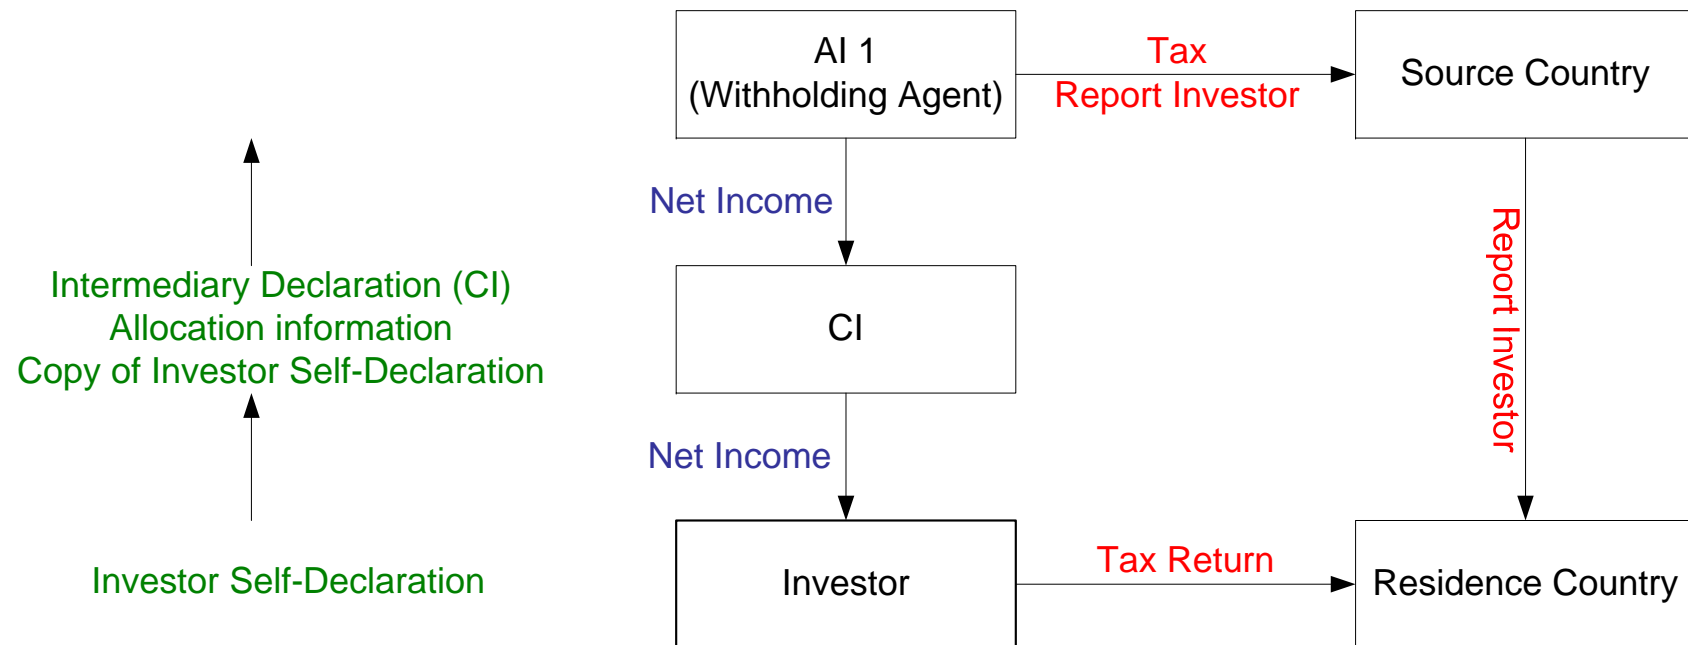 AI 1
(Withholding Agent)
Tax
Report Investor
Source Country
Net Income
Report Investor
Intermediary Declaration (CI)
Allocation information
Copy of Investor Self-Declaration
CI
Net Income
Investor Self-Declaration
Investor
Tax Return
Residence Country